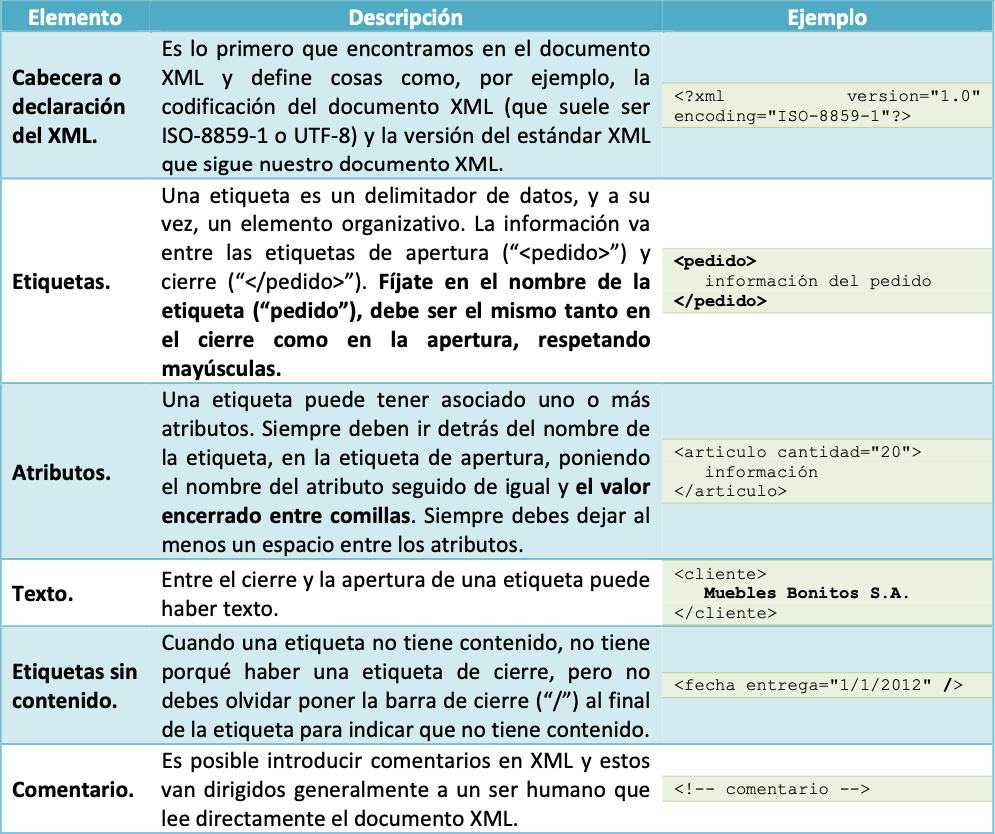 Elemento Descripción Ejemplo
Cabecera o
declaración
del XML.
Es lo primero que encontramos en el documento
XML y define cosas como, por ejemplo, la
codificación del documento XML (que suele ser
ISO-8859-1 o UTF-8) y la versión del estándar XML
que sigue nuestro documento XML.
<?xml version="1.0"
encoding="ISO-8859-1"?>
Etiquetas.
Una etiqueta es un delimitador de datos, y a su
vez, un elemento organizativo. La información va
entre las etiquetas de apertura (“<pedido>”) y
cierre (“</pedido>”). Fíjate en el nombre de la
etiqueta (“pedido”), debe ser el mismo tanto en
el cierre como en la apertura, respetando
mayúsculas.
<pedido>
información del pedido
</pedido>
Atributos.
Una etiqueta puede tener asociado uno o más
atributos. Siempre deben ir detrás del nombre de
la etiqueta, en la etiqueta de apertura, poniendo
el nombre del atributo seguido de igual y el valor
encerrado entre comillas. Siempre debes dejar al
menos un espacio entre los atributos.
<articulo cantidad="20">
información
</articulo>
Texto.
Entre el cierre y la apertura de una etiqueta puede
haber texto.
<cliente>
Muebles Bonitos S.A.
</cliente>
Etiquetas sin
contenido.
Cuando una etiqueta no tiene contenido, no tiene
porqué haber una etiqueta de cierre, pero no
debes olvidar poner la barra de cierre (“/”) al final
de la etiqueta para indicar que no tiene contenido.
<fecha entrega="1/1/2012" />
Comentario.
Es posible introducir comentarios en XML y estos
van dirigidos generalmente a un ser humano que
lee directamente el documento XML.
<!-- comentario -->